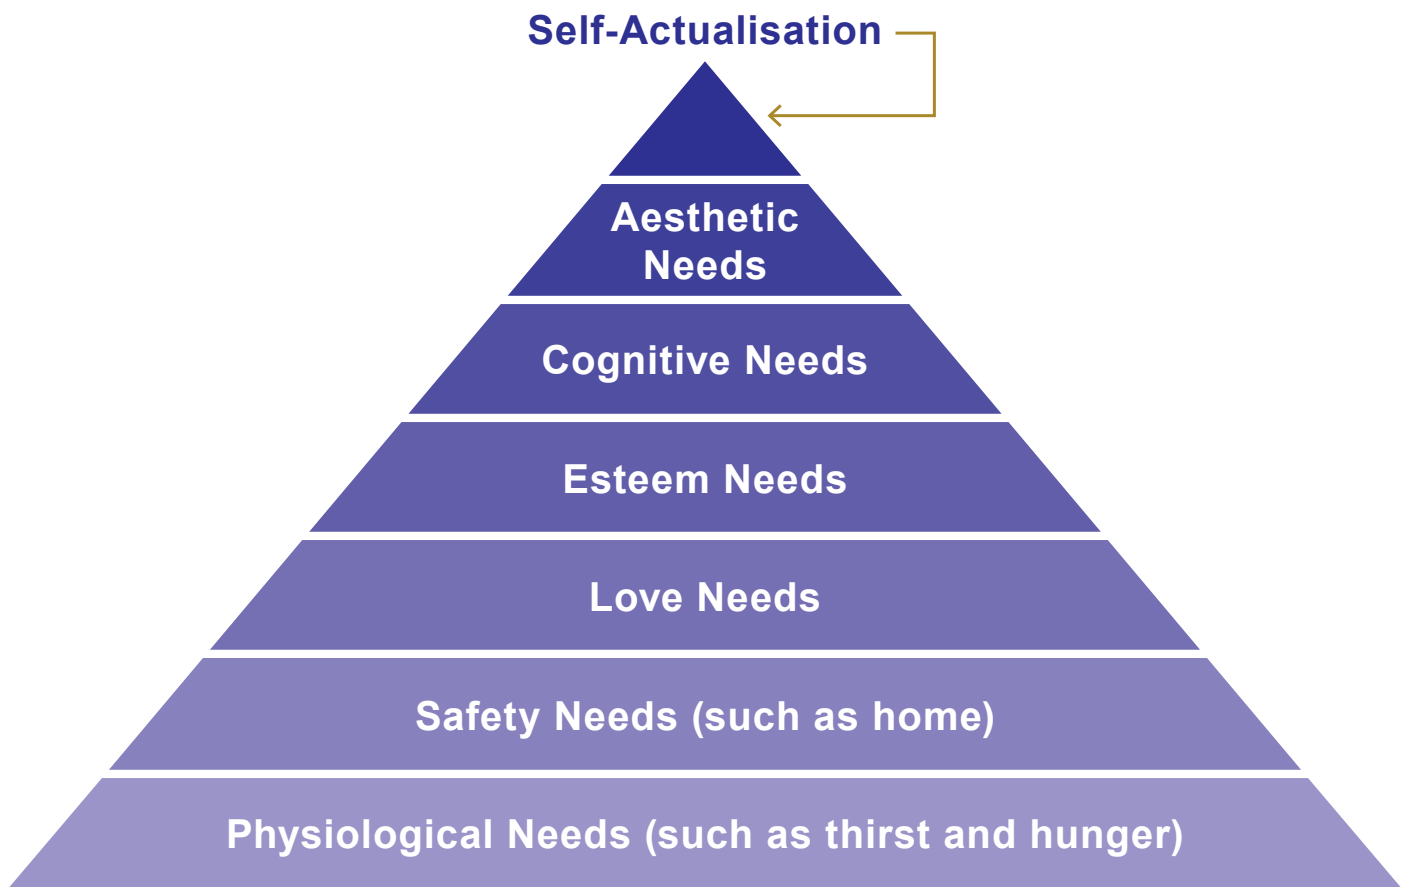 Self-Actualisation
Aesthetic
Needs
Cognitive Needs
Esteem Needs
Love Needs
Safety Needs (such as home)
Physiological Needs (such as thirst and hunger)